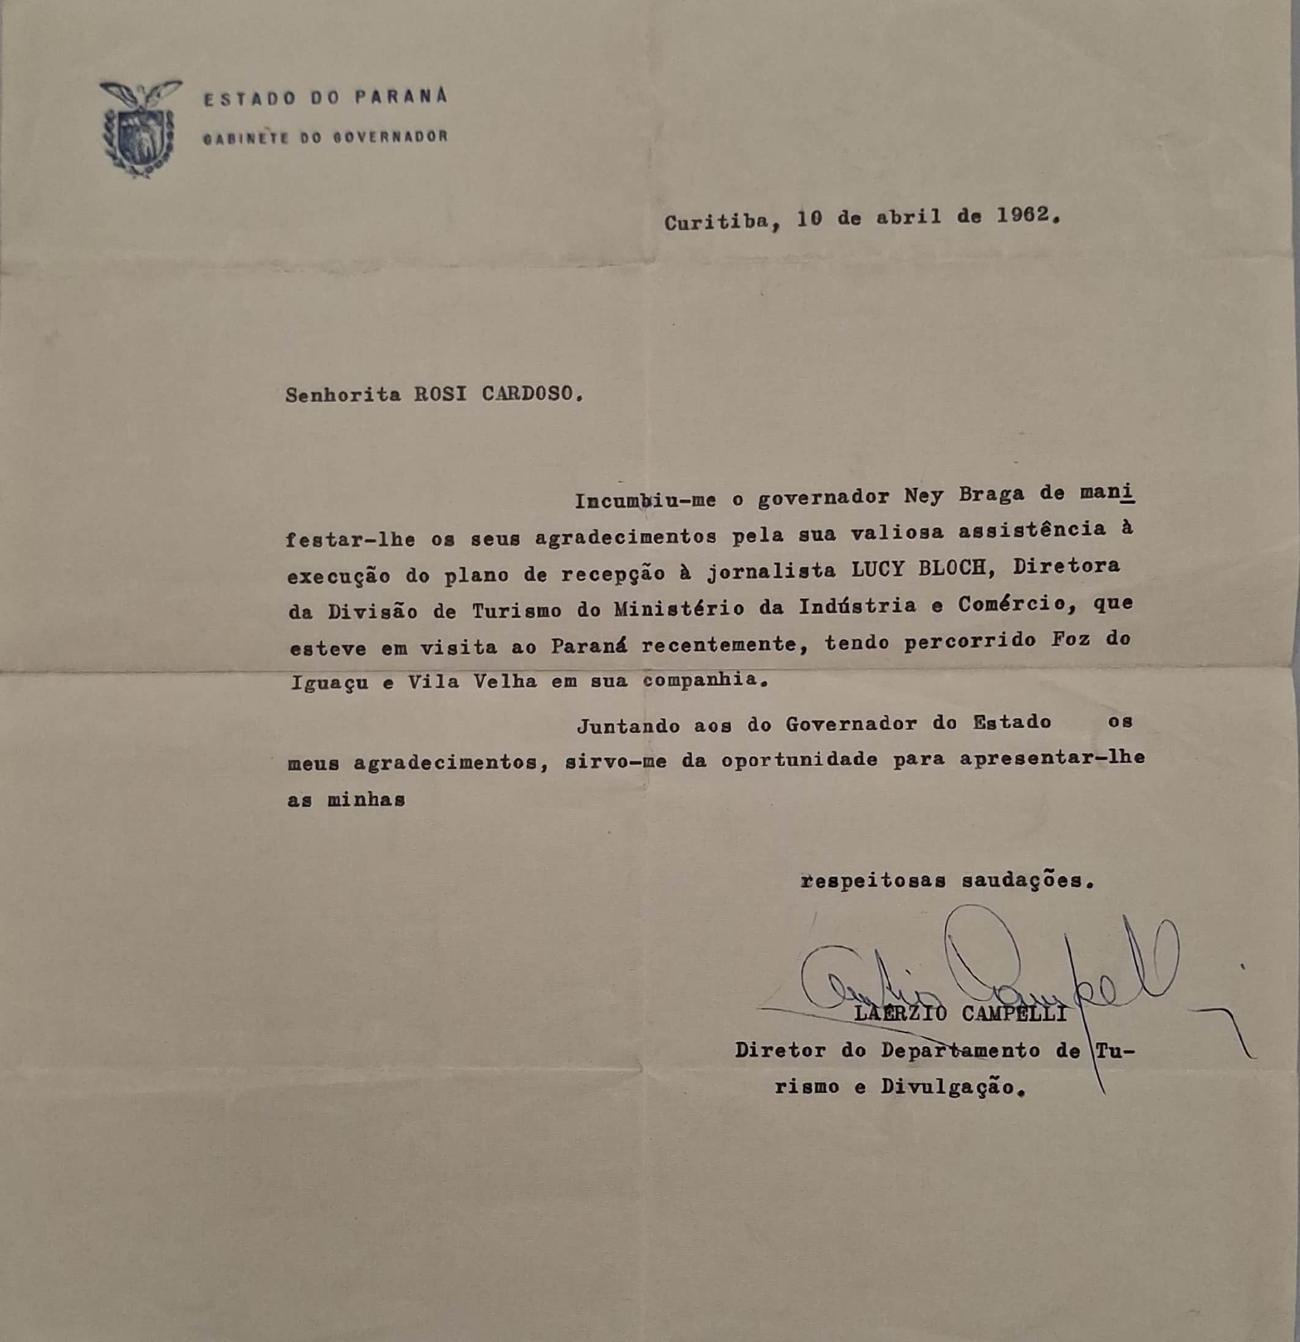 ESTADO DO PARANÁ
GABINETE DO GOVERNADOR
Curitiba, 10 de abril de 1962.
Senhorita ROSI CARDOSO.
Incumbiu-me o governador Ney Braga de mani
festar-lhe os seus agradecimentos pela sua valiosa assistência à
execução do plano de recepção à jornalista LUCY BLOCH, Diretora
da Divisão de Turismo do Ministério da Indústria e Comércio, que
esteve em visita ao Paraná recentemente, tendo percorrido Foz do
Iguaçu e Vila Velha em sua companhia.
Juntando aos do Governador do Estado os
meus agradecimentos, sirvo-me da oportunidade para apresentar-lhe
as minhas
respeitosas saudações.
LAÉRZIO CAMPELLI
Diretor do Departamento de Tu-
rismo e Divulgação.